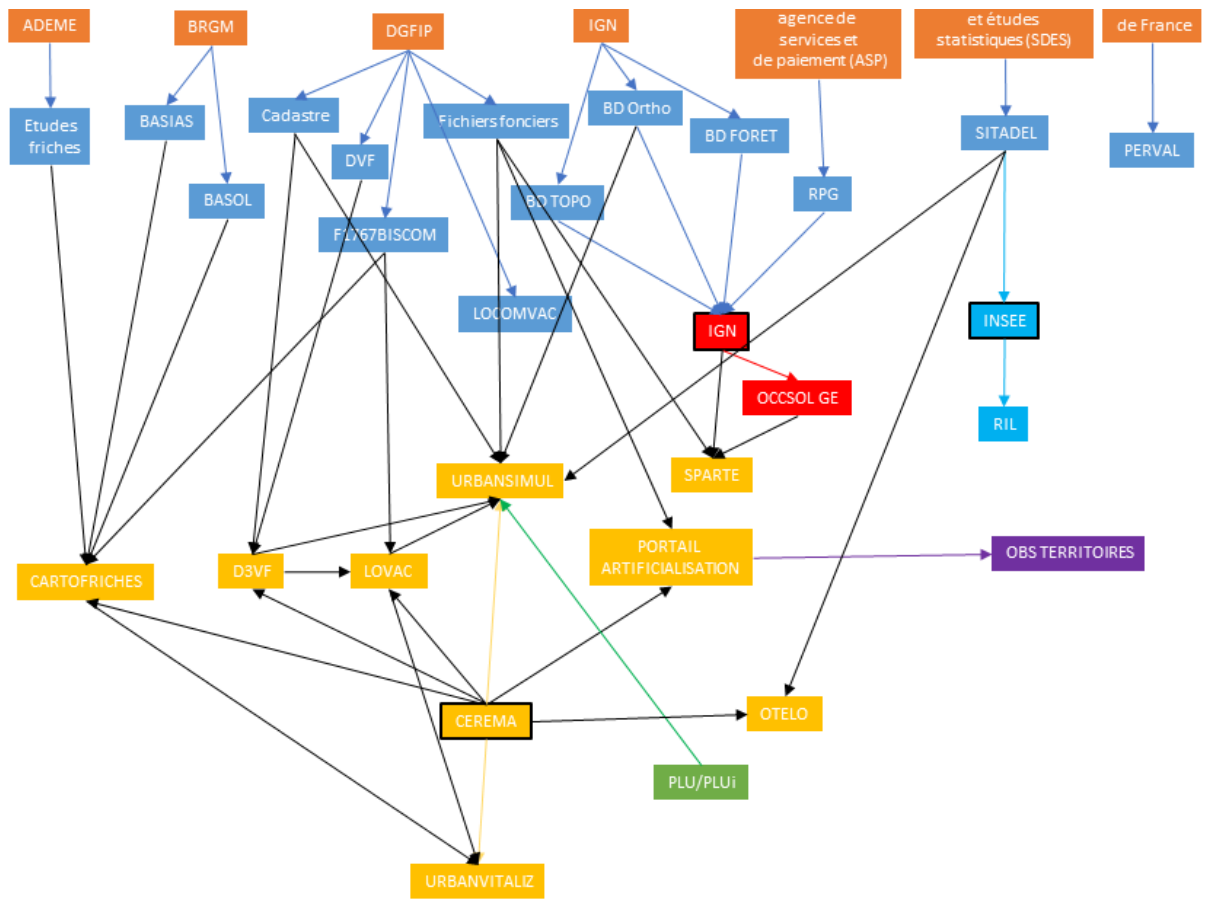 ADEME
BRGM
DGFIP
IGN
agence de
services et
de paiement (ASP)
et études
statistiques (SDES)
de France
Etudes
friches
BASIAS
Cadastre
Fichiers fonciers
BD Ortho
BD FORET
SITADEL
PERVAL
DVF
BASOL
BD TOPO
RPG
F1767BISCOM
LOCOMVAC
IGN
INSEE
OCCSOL GE
RIL
URBANSIMUL
SPARTE
PORTAIL
ARTIFICIALISATION
OBS TERRITOIRES
CARTOFRICHES
D3VF
LOVAC
CEREMA
OTELO
PLU/PLUi
URBANVITALIZ